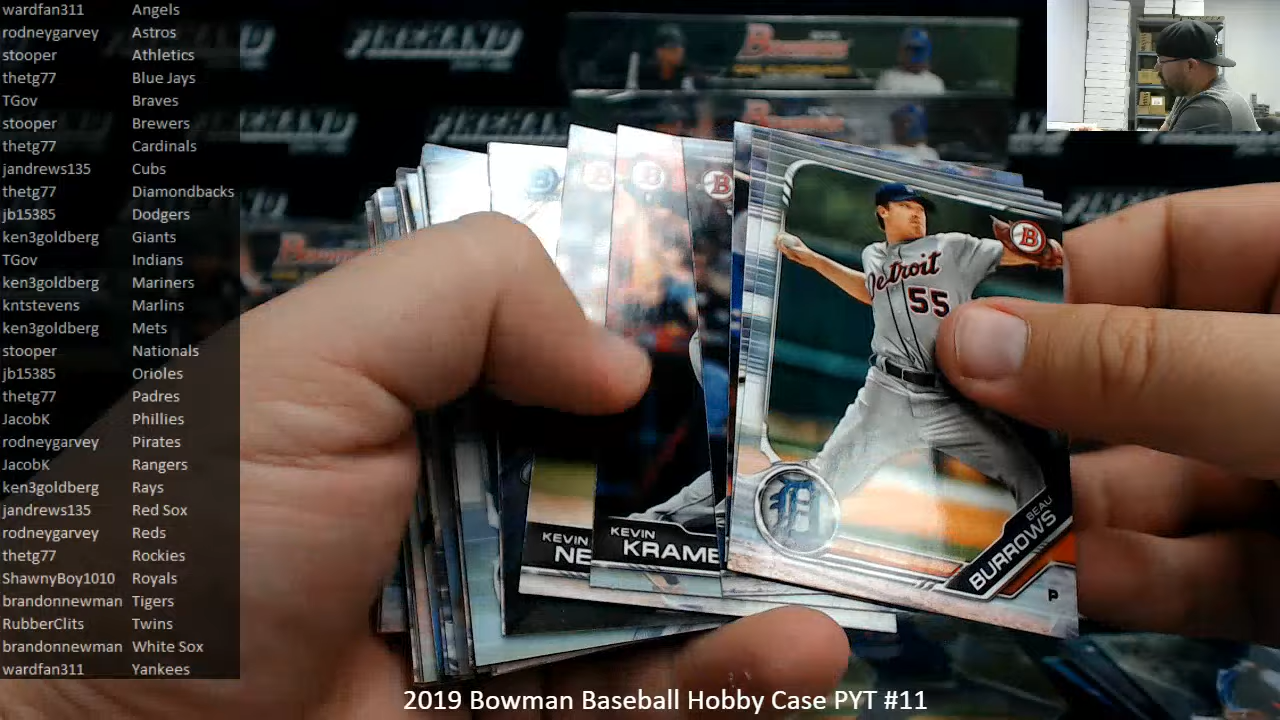 wardfan311 Angels
rodneygarvey Astros
stooper Athletics
thetg77 Blue Jays
TGov Braves
stooper Brewers
thetg77 Cardinals
jandrews135 Cubs
thetg77 Diamondbacks
jb15385 Dodgers
ken3goldberg Giants
TGov Indians
ken3goldberg Mariners
kntstevens Marlins
ken3goldberg Mets
stooper Nationals
jb15385 Orioles
thetg77 Padres
JacobK Phillies
rodneygarvey Pirates
JacobK Rangers
ken3goldberg Rays
jandrews135 Red Sox
rodneygarvey Reds
thetg77 Rockies
ShawnyBoy1010 Royals
brandonnewman Tigers
RubberClits Twins
brandonnewman White Sox
wardfan311 Yankees
FIREHAND
FIREHAND
Bowman
B
Detroit
55
D
BEAU
BURROWS
P
KEVIN
KRAME
KEVIN
NE
2019 Bowman Baseball Hobby Case PYT #11